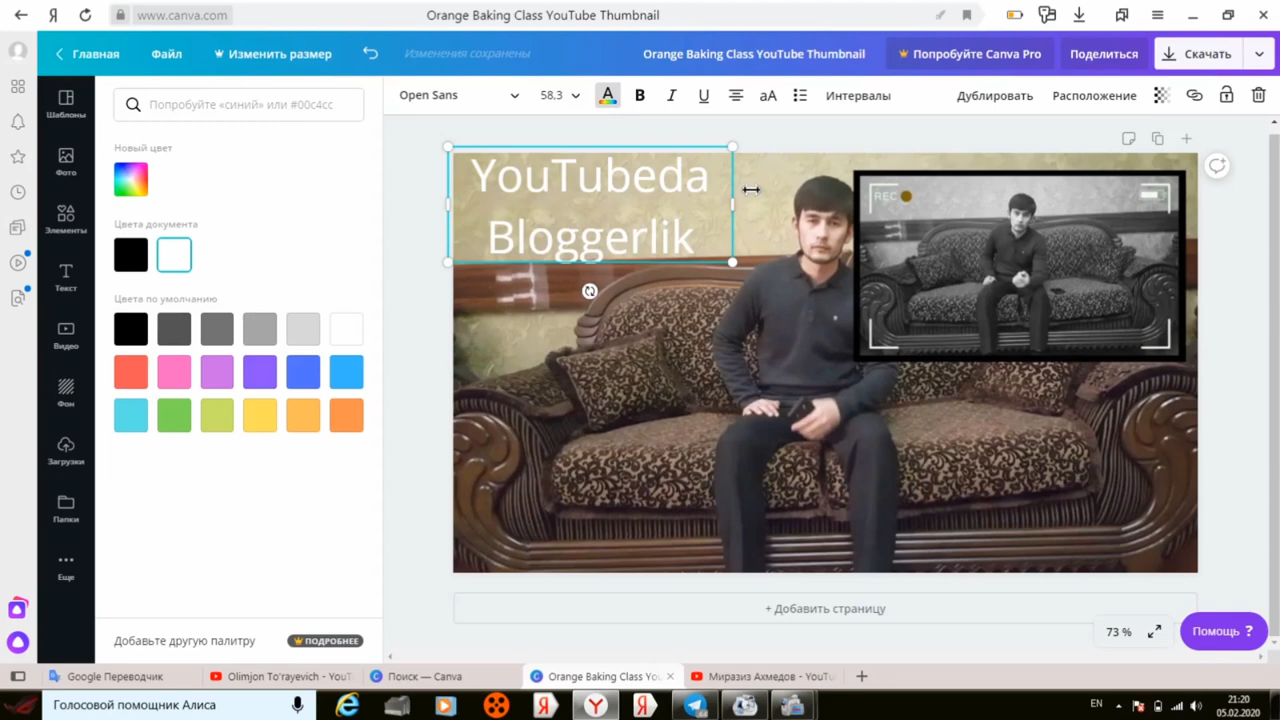 www.canva.com
Orange Baking Class YouTube Thumbnail
Главная
Файл
Изменить размер
Изменения сохранены
Orange Baking Class YouTube Thumbnail
Попробуйте Canva Pro
Поделиться
Скачать
Шаблоны
Фото
Элементы
Текст
Видео
Фон
Загрузки
Папки
Еще
Попробуйте «синий» или #00c4cc
Новый цвет
Цвета документа
Цвета по умолчанию
Добавьте другую палитру
ПОДРОБНЕЕ
Open Sans
58.3
A
B
I
U
aA
Интервалы
Дублировать
Расположение
YouTubeda
Bloggerlik
REC
+ Добавить страницу
73 %
Помощь ?
Google Переводчик
Olimjon To'rayevich - YouT
Поиск — Canva
Orange Baking Class You
Миразиз Ахмедов - YouTu
Голосовой помощник Алиса
EN
21:20
05.02.2020